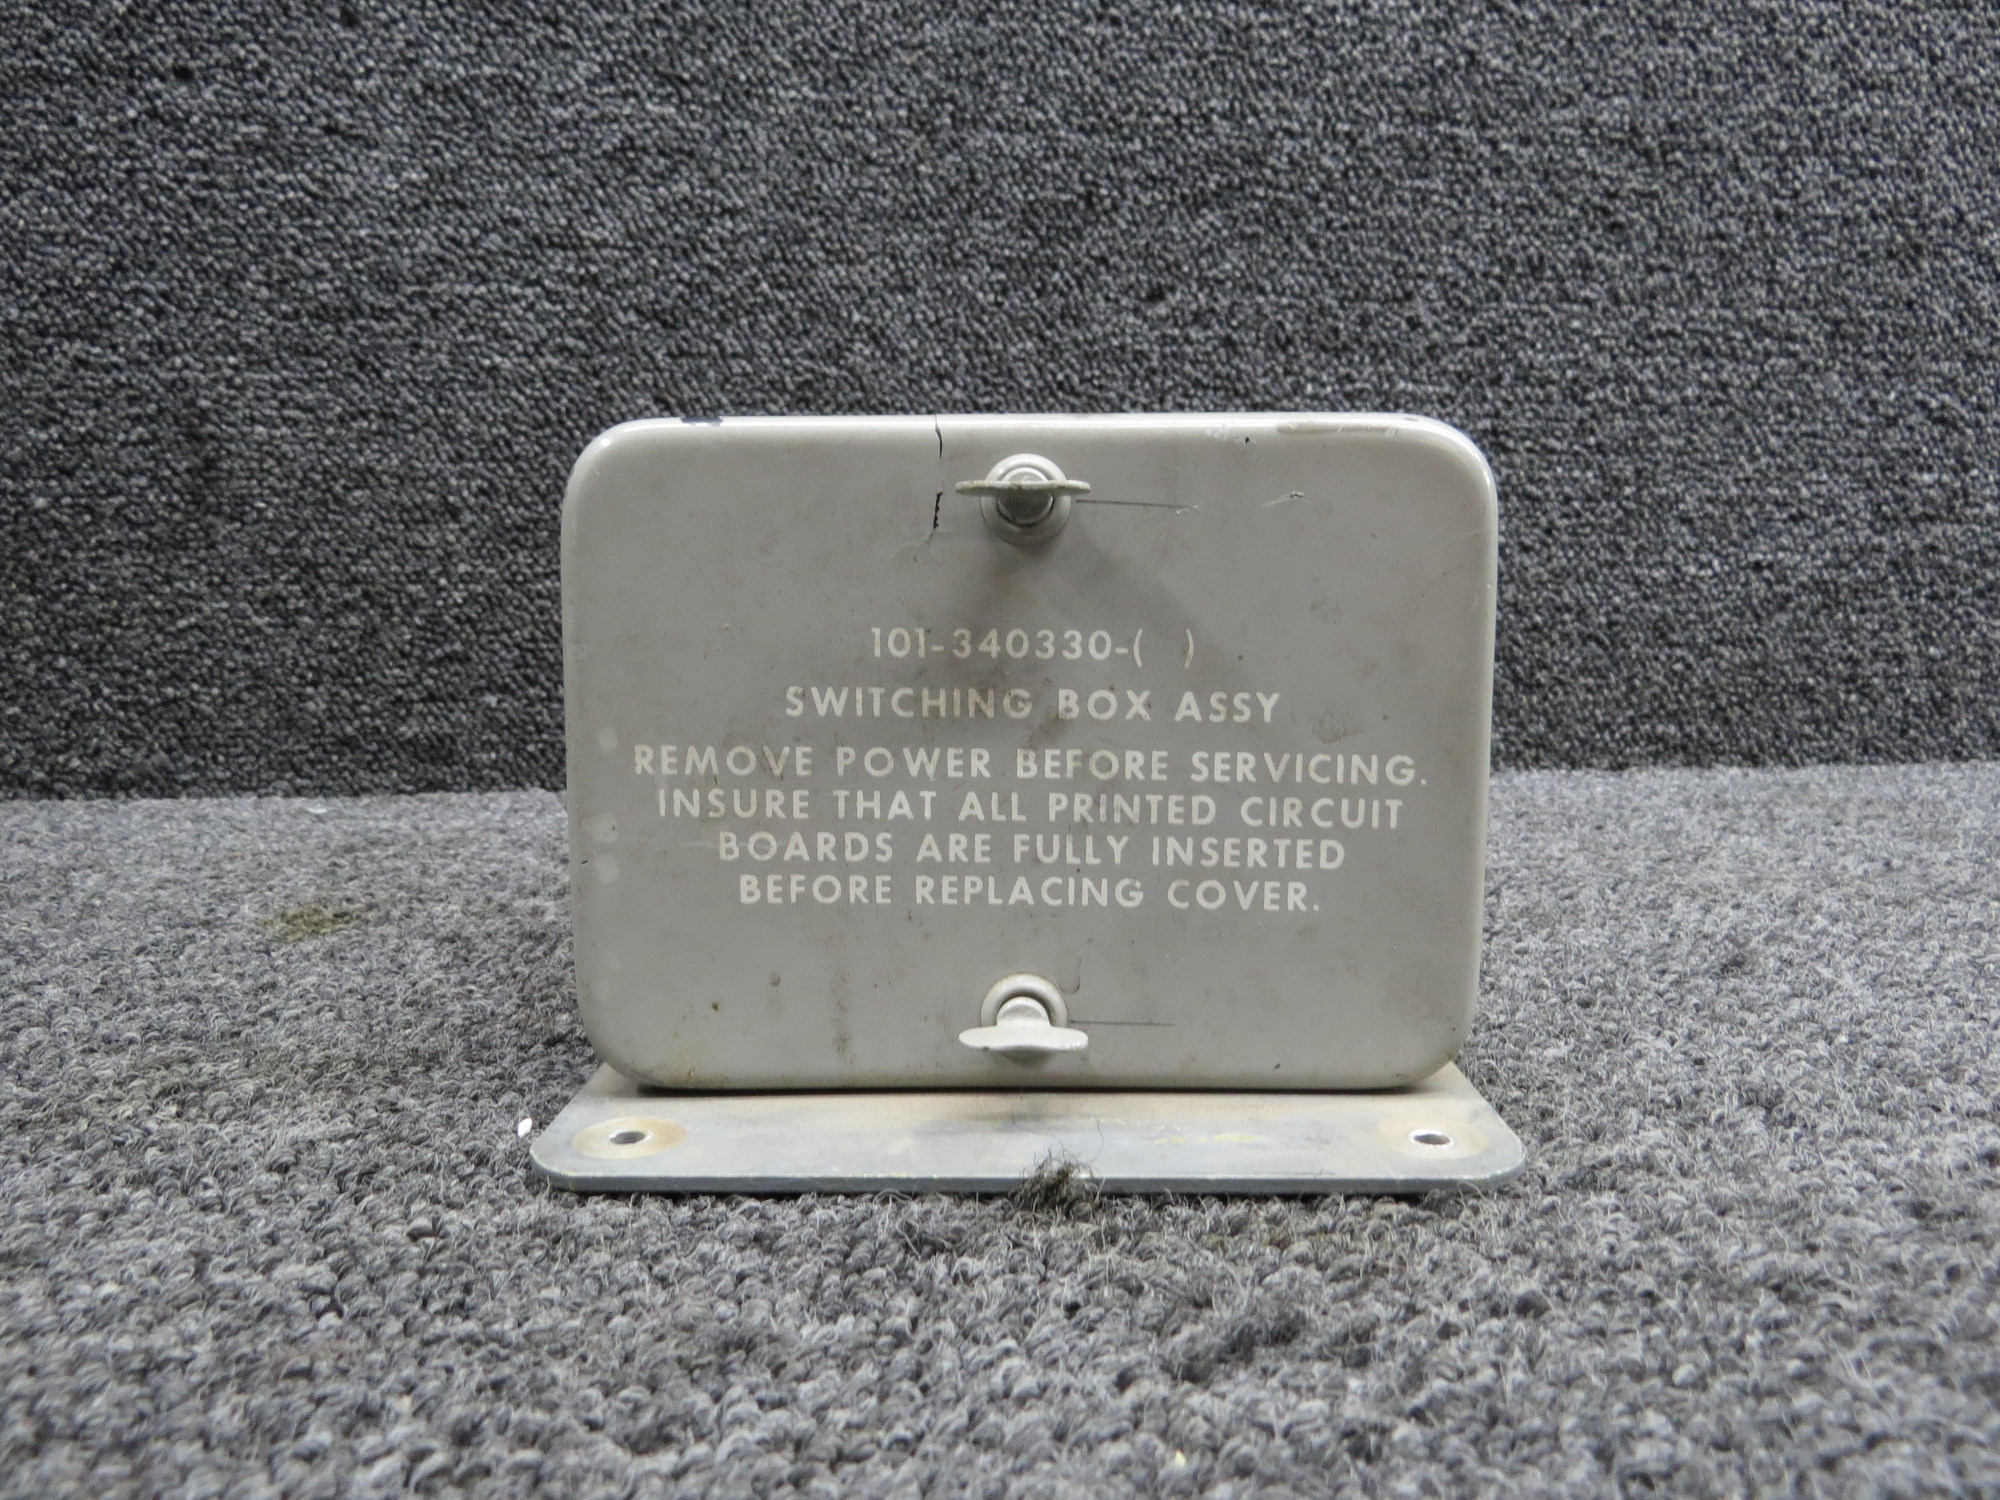 101-340330-( )
SWITCHING BOX ASSY
REMOVE POWER BEFORE SERVICING.
INSURE THAT ALL PRINTED CIRCUIT
BOARDS ARE FULLY INSERTED
BEFORE REPLACING COVER.